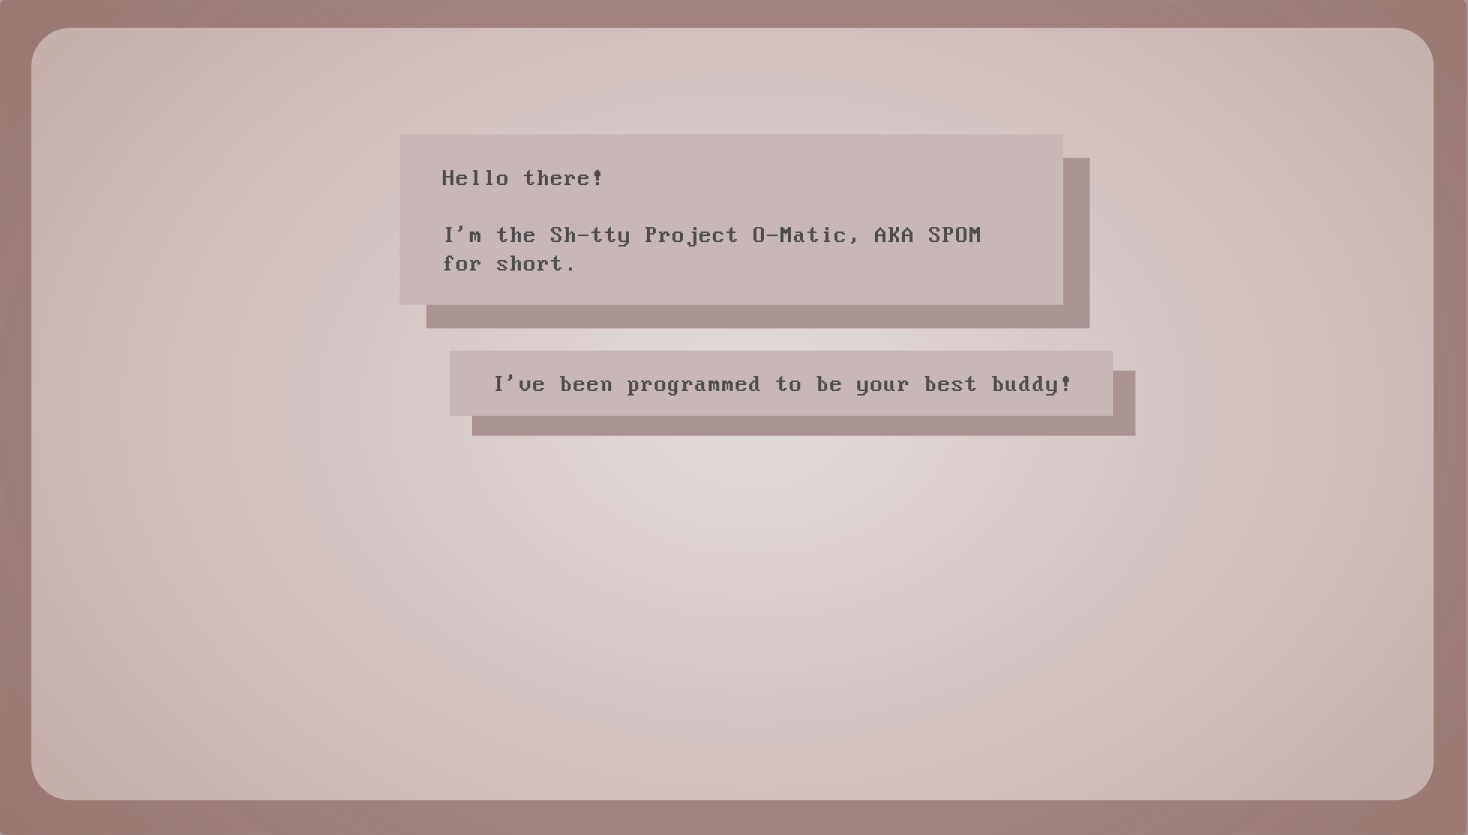 Hello there!
I'm the Sh-tty Project O-Matic, AKA SPOM
for short.
I've been programmed to be your best buddy!